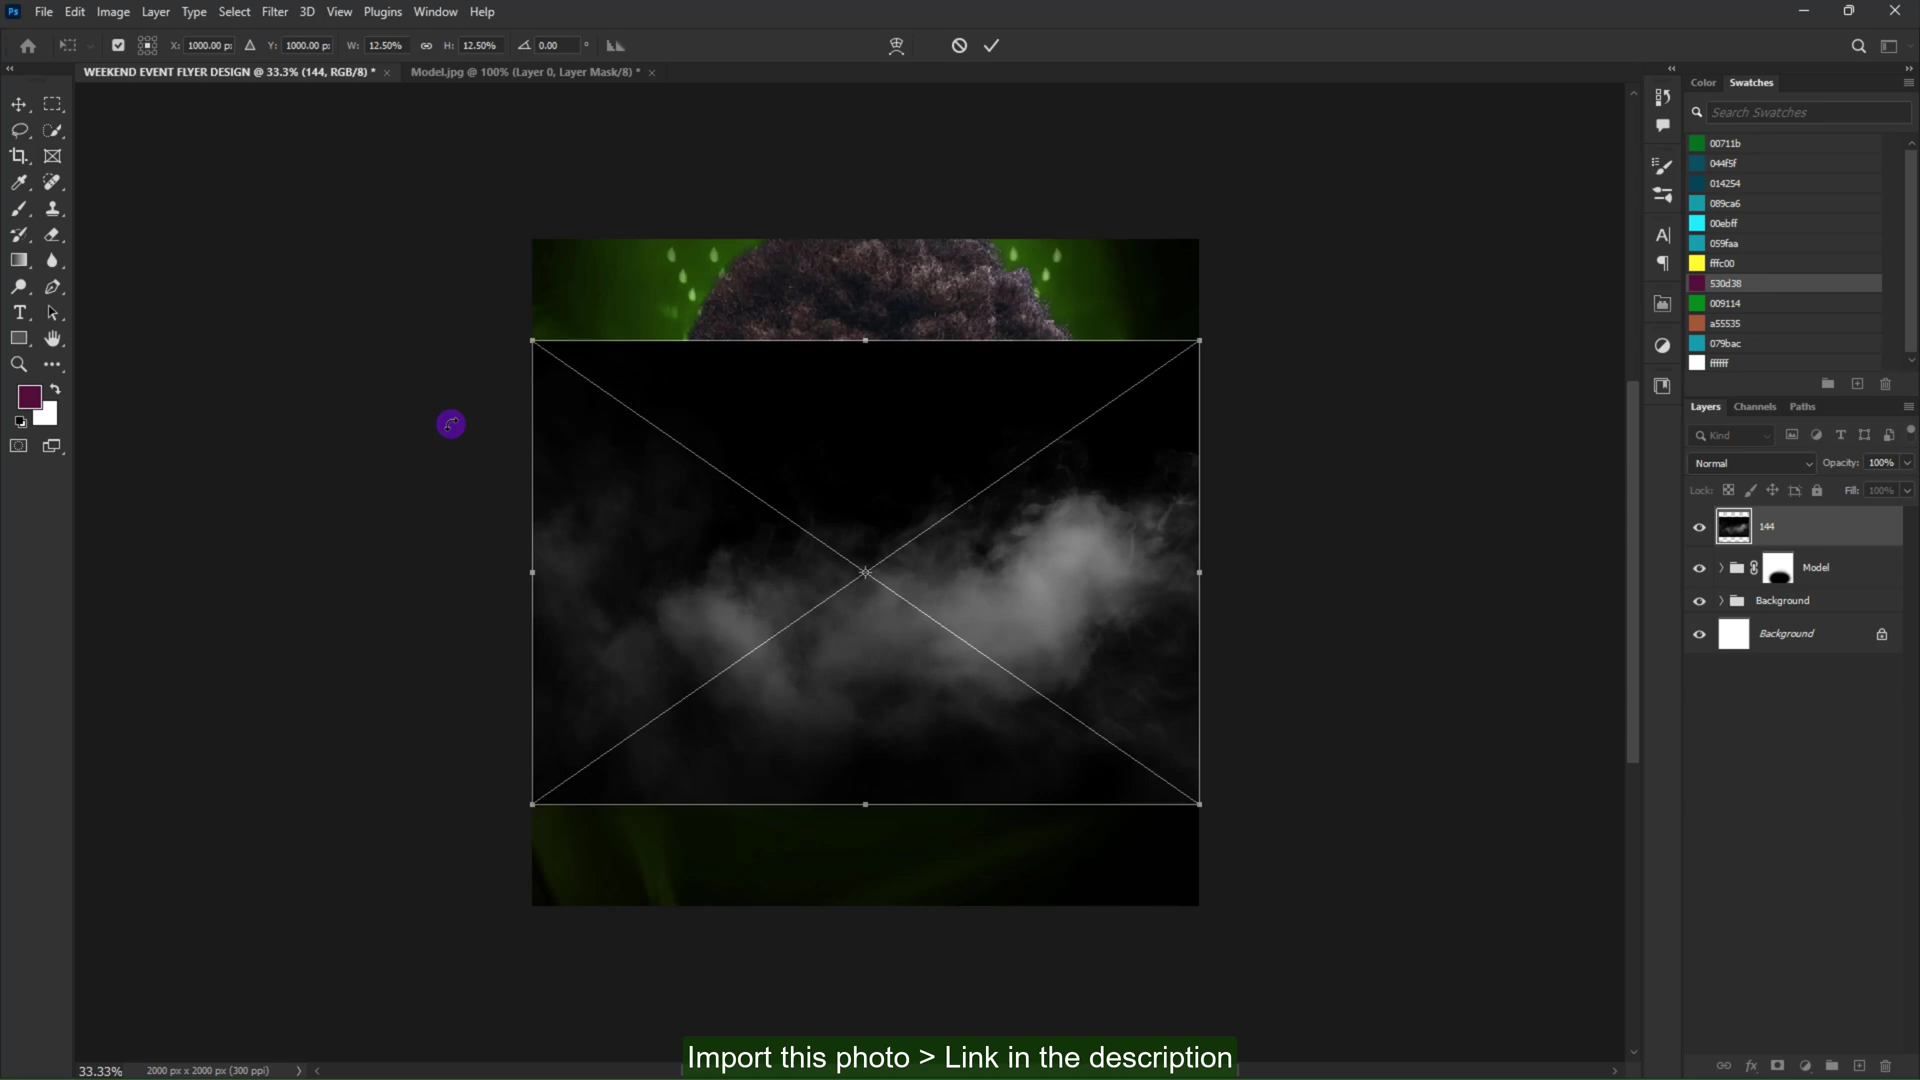 Ps File Edit Image Layer Type Select Filter 3D View Plugins Window Help
X: 1000.00 p: Y: 1000.00 p: W: 12.50% H: 12.50% 0.00 °
WEEKEND EVENT FLYER DESIGN @ 33.3% (144, RGB/8) * × Model.jpg @ 100% (Layer 0, Layer Mask/8) * ×
Color Swatches
Search Swatches
00711b
044f5f
014254
089ca6
00ebff
059faa
fffc00
530d38
009114
a55535
079bac
ffffff
Layers Channels Paths
Kind
Normal Opacity: 100%
Lock: Fill: 100%
144
Model
Background
Background
Import this photo > Link in the description
33.33% 2000 px x 2000 px (300 ppi)